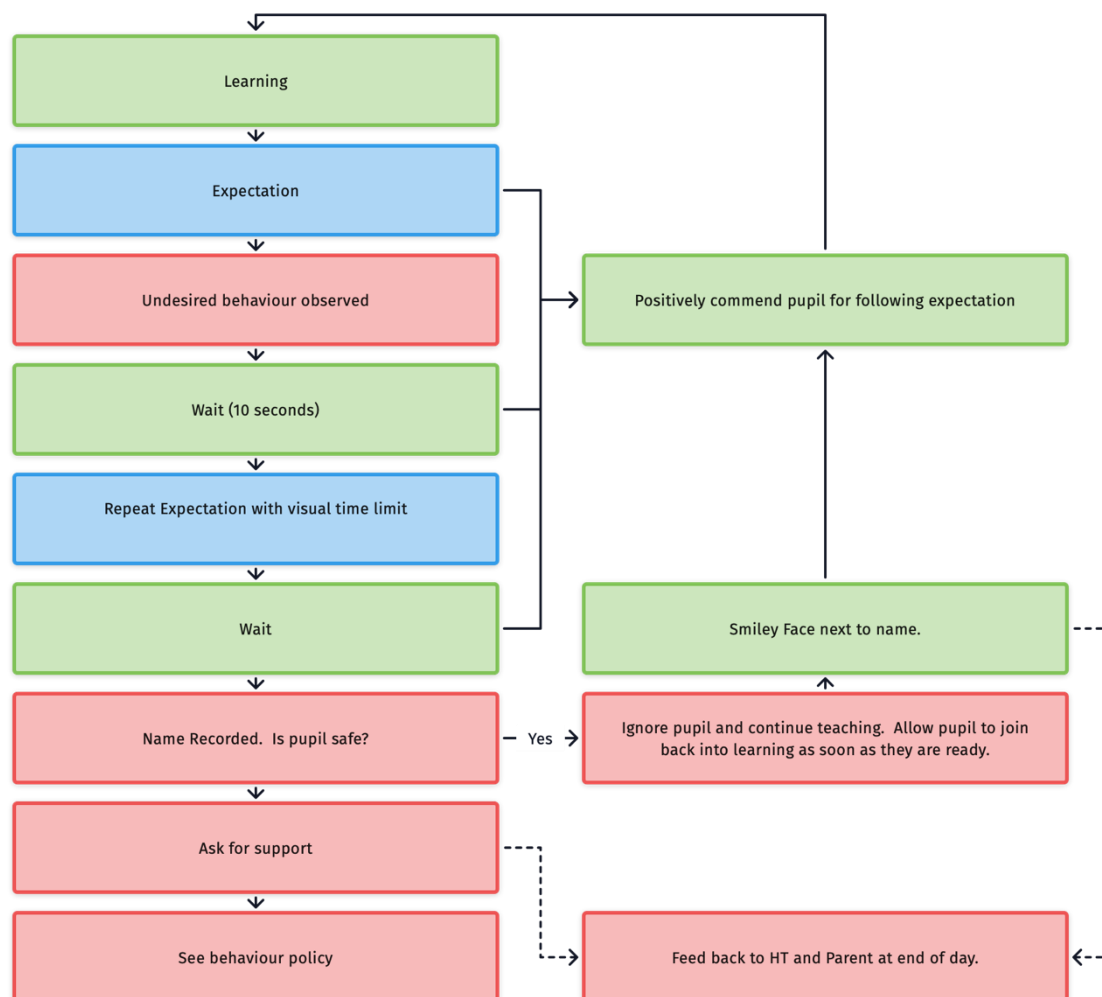 Learning
Expectation
Undesired behaviour observed
Positively commend pupil for following expectation
Wait (10 seconds)
Repeat Expectation with visual time limit
Wait
Smiley Face next to name.
Name Recorded.  Is pupil safe?
Yes
Ignore pupil and continue teaching.  Allow pupil to join
back into learning as soon as they are ready.
Ask for support
See behaviour policy
Feed back to HT and Parent at end of day.